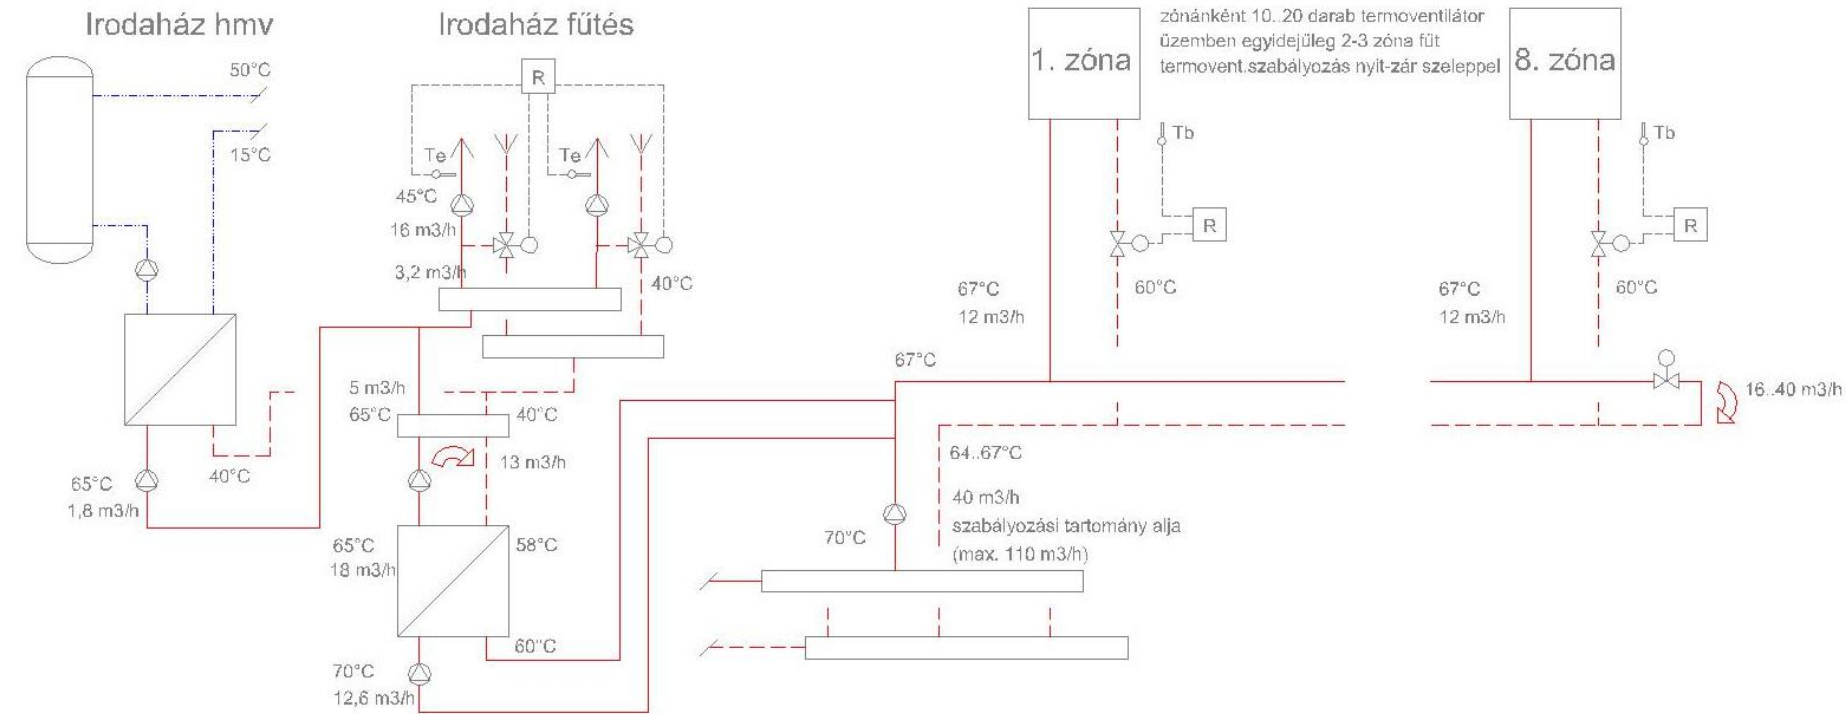 Irodaház hmv
50°C
15°C
65°C
1,8 m3/h
40°C
Irodaház fűtés
R
Te
Te
45°C
16 m3/h
3,2 m3/h
40°C
5 m3/h
65°C
40°C
13 m3/h
65°C
18 m3/h
58°C
60°C
70°C
12,6 m3/h
67°C
70°C
64..67°C
40 m3/h
szabályozási tartomány alja
(max. 110 m3/h)
1. zóna
zónánként 10..20 darab termoventilátor
üzemben egyidejűleg 2-3 zóna fűt
termovent.szabályozás nyit-zár szeleppel
8. zóna
Tb
R
67°C
12 m3/h
60°C
Tb
R
67°C
12 m3/h
60°C
16..40 m3/h